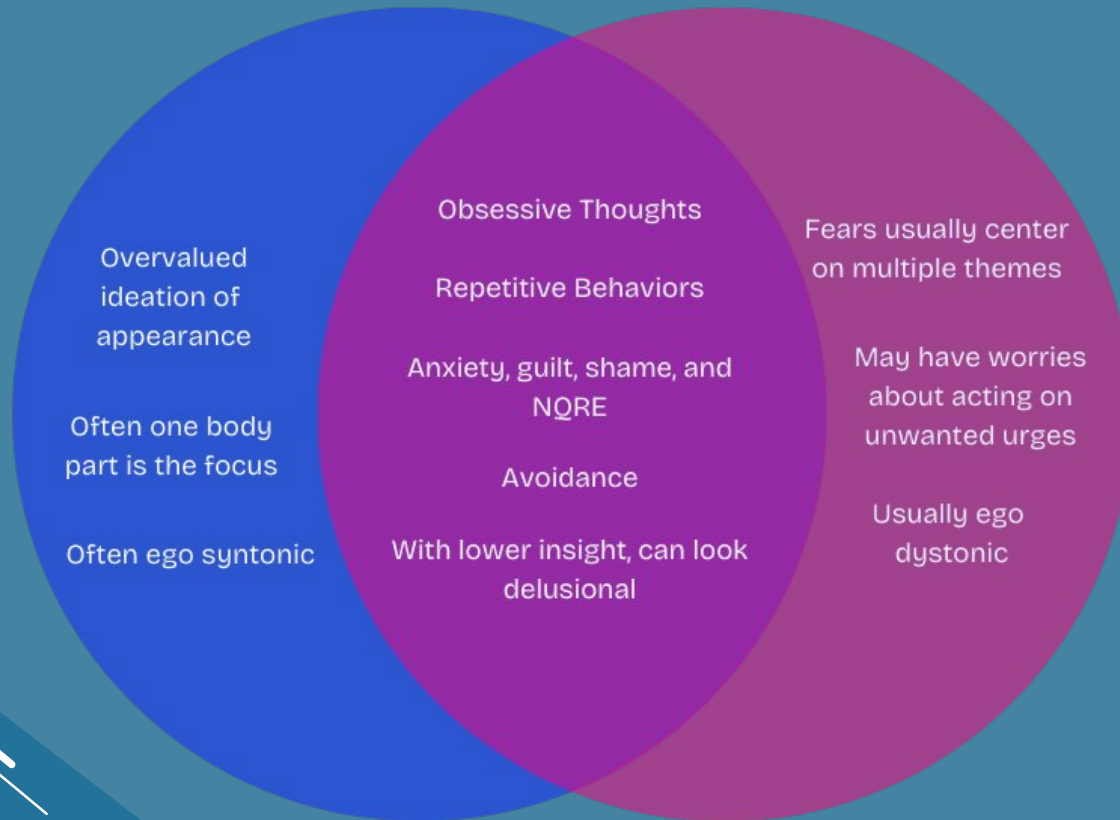 Overvalued
ideation of
appearance
Often one body
part is the focus
Often ego syntonic
Obsessive Thoughts
Repetitive Behaviors
Anxiety, guilt, shame, and
NQRE
Avoidance
With lower insight, can look
delusional
Fears usually center
on multiple themes
May have worries
about acting on
unwanted urges
Usually ego
dystonic